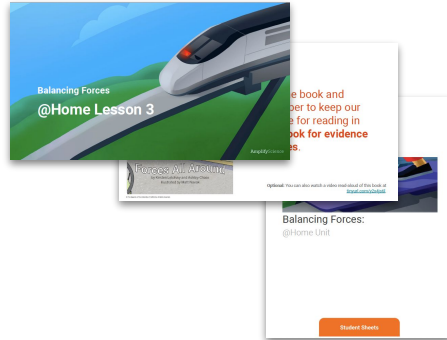 Balancing Forces
@Home Lesson 3
AmplifyScience
e book and
per to keep our
e for reading in
ook for evidence
es.
Forces All Around
Optional: You can also watch a video read-aloud of this book at
Balancing Forces:
@Home Unit
Student Sheets